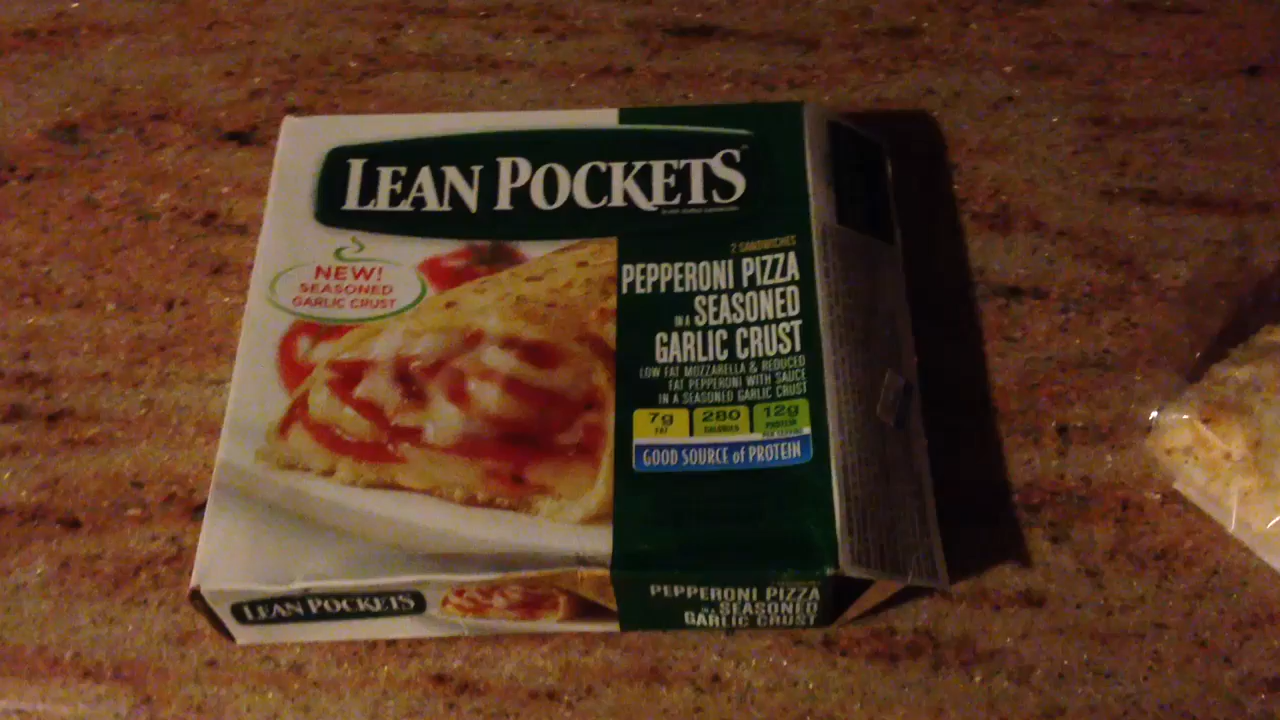 LEAN POCKETS
NEW!
SEASONED
GARLIC CRUST
2 SANDWICHES
PEPPERONI PIZZA
IN A SEASONED
GARLIC CRUST
LOW FAT MOZZARELLA & REDUCED
FAT PEPPERONI WITH SAUCE
IN A SEASONED GARLIC CRUST
7g 280 12g
FAT CALORIES PROTEIN
PER SERVING
GOOD SOURCE of PROTEIN
LEAN POCKETS
PEPPERONI PIZZA
IN A SEASONED
GARLIC CRUST